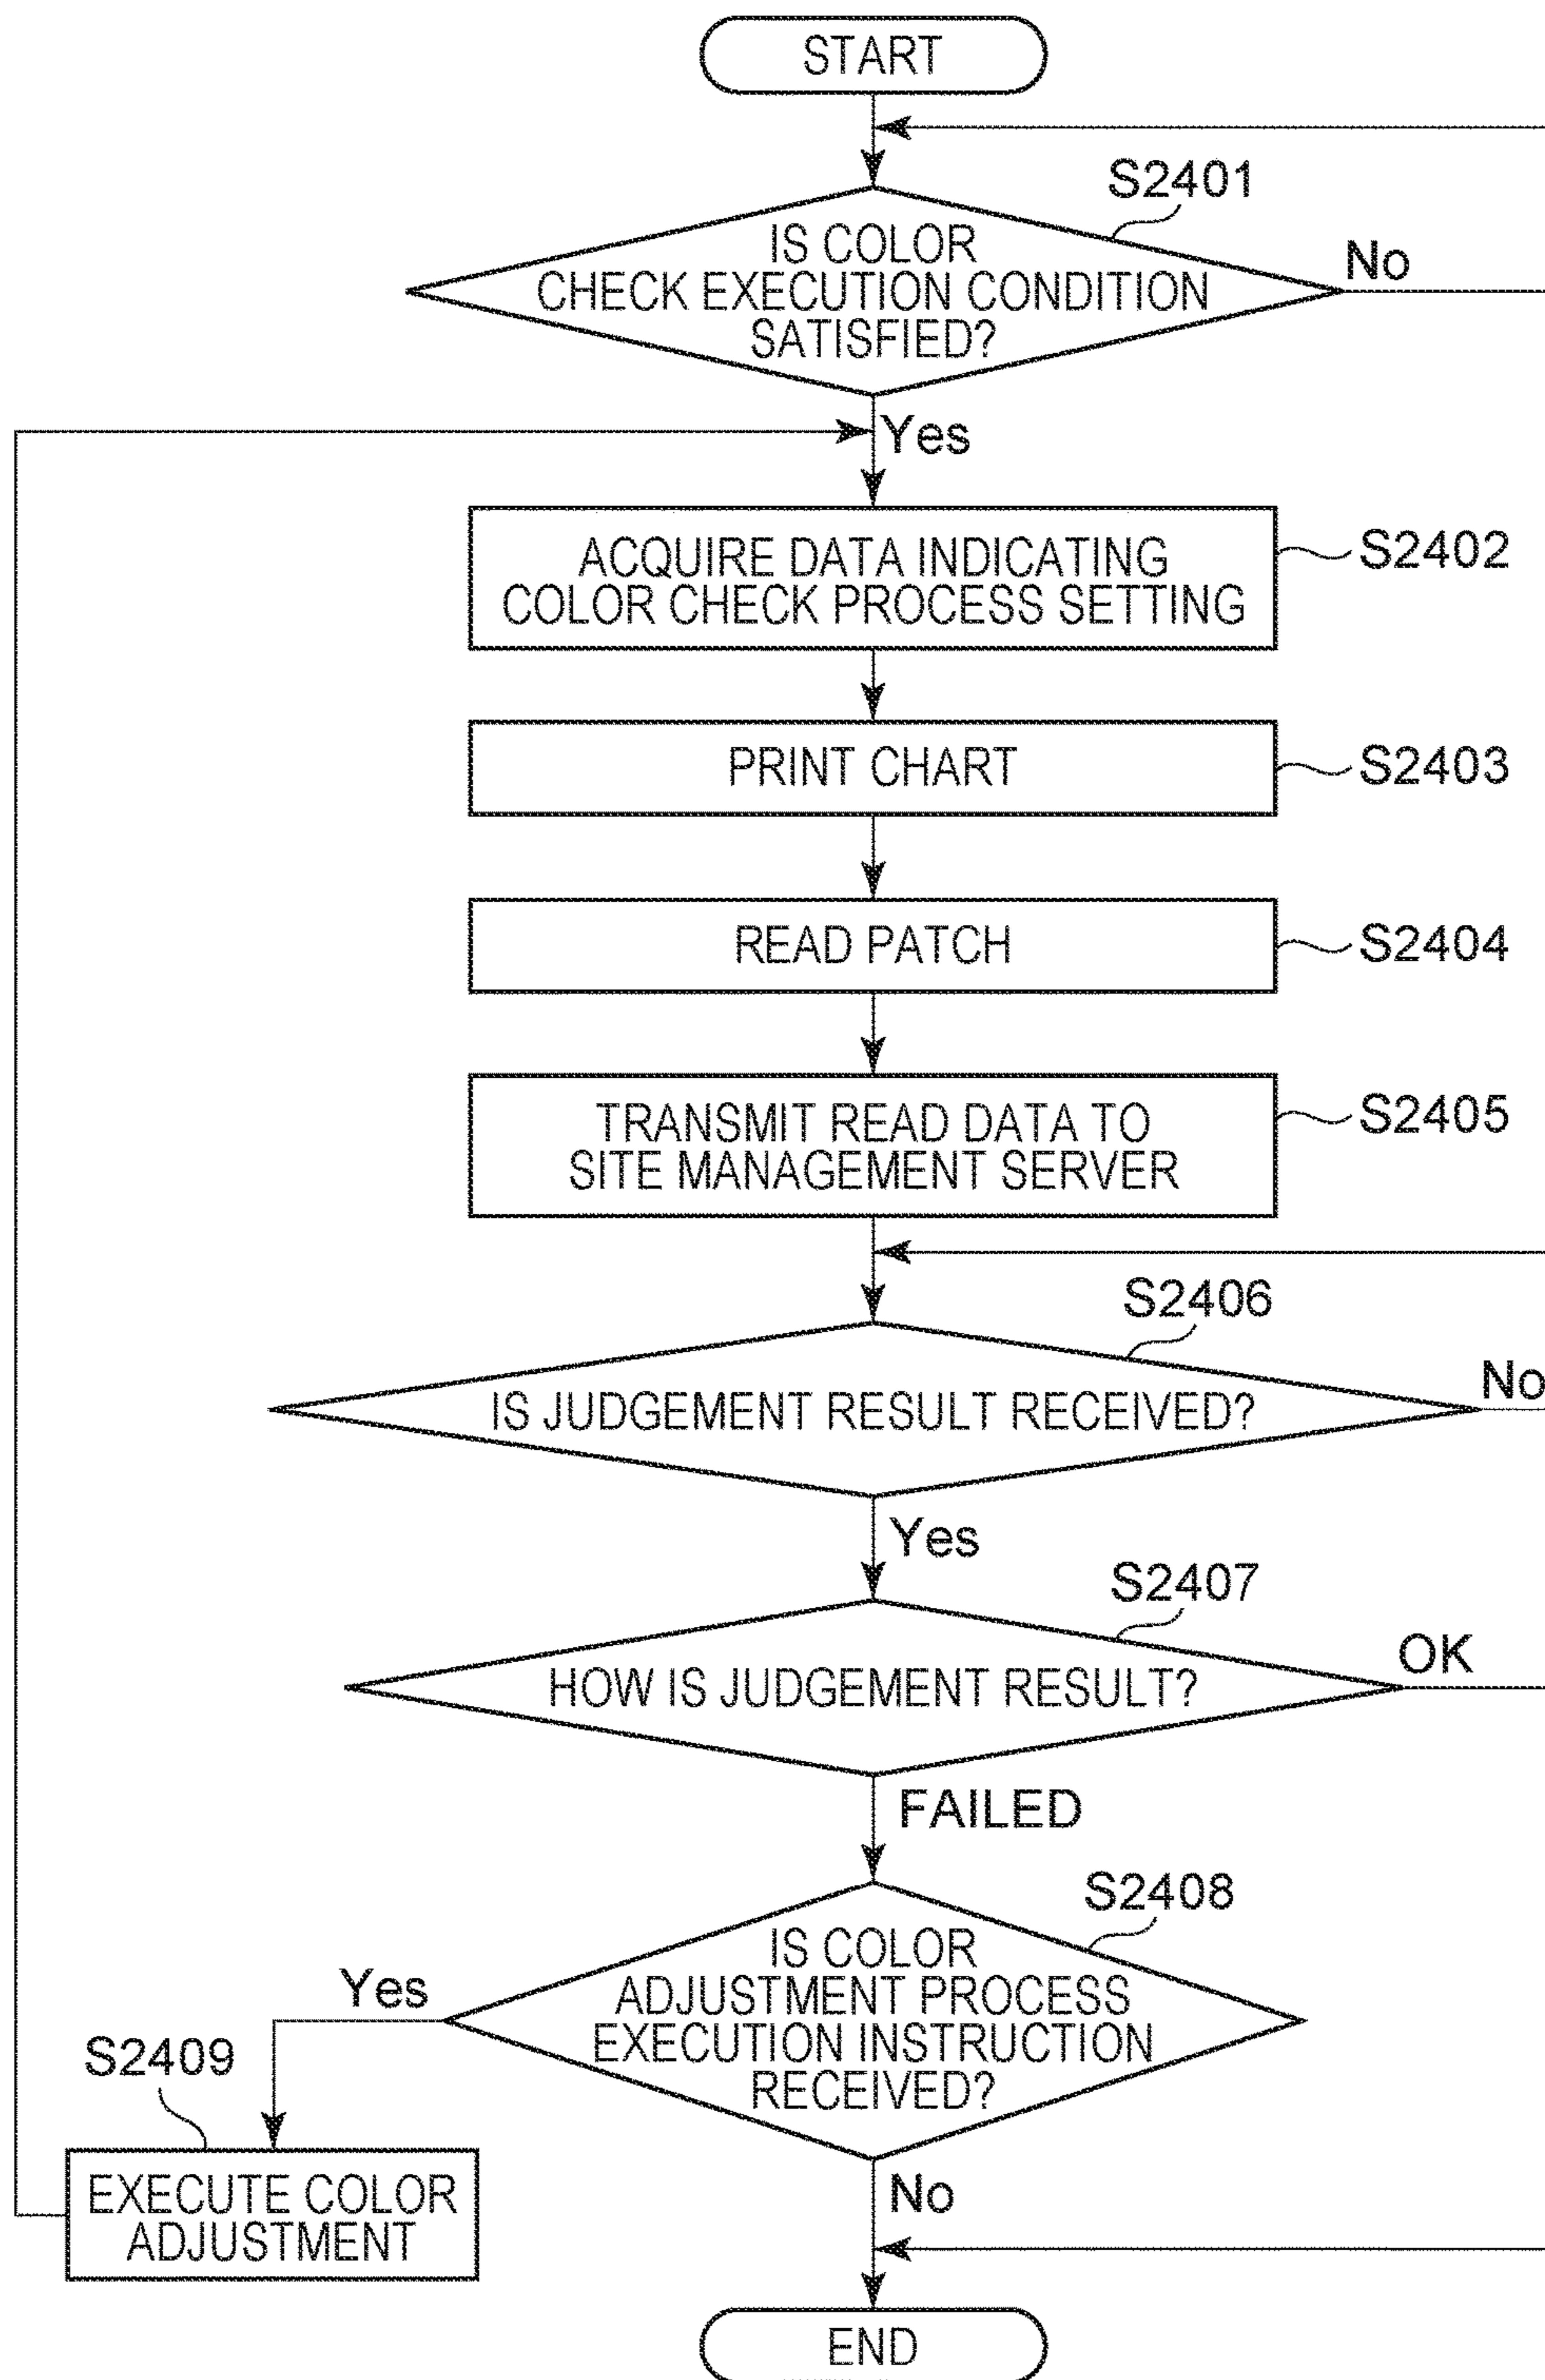 START
S2401
IS COLOR
CHECK EXECUTION CONDITION
SATISFIED?
No
Yes
ACQUIRE DATA INDICATING
COLOR CHECK PROCESS SETTING
S2402
PRINT CHART
S2403
READ PATCH
S2404
TRANSMIT READ DATA TO
SITE MANAGEMENT SERVER
S2405
S2406
IS JUDGEMENT RESULT RECEIVED?
No
Yes
S2407
HOW IS JUDGEMENT RESULT?
OK
FAILED
S2408
IS COLOR
ADJUSTMENT PROCESS
EXECUTION INSTRUCTION
RECEIVED?
Yes
S2409
EXECUTE COLOR
ADJUSTMENT
No
END